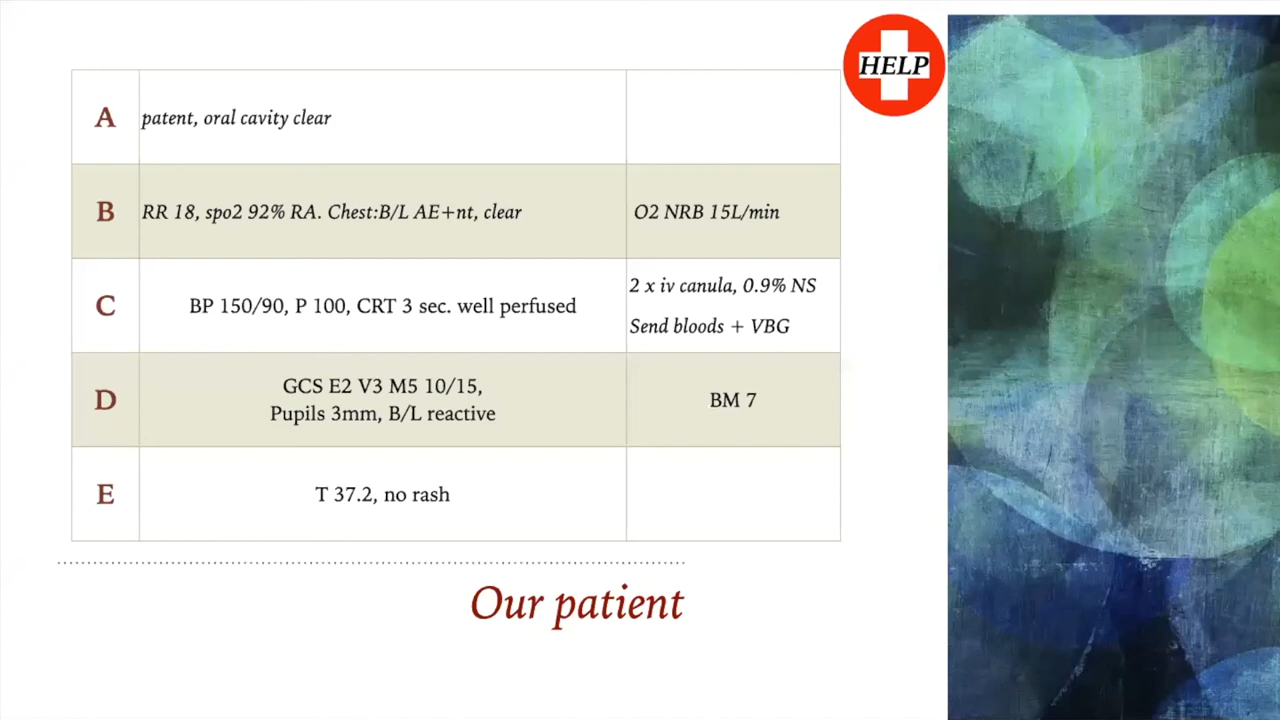 HELP
A
patent, oral cavity clear
B
RR 18, spo2 92% RA. Chest:B/L AE+nt, clear
O2 NRB 15L/min
C
BP 150/90, P 100, CRT 3 sec. well perfused
2 x iv canula, 0.9% NS
Send bloods + VBG
D
GCS E2 V3 M5 10/15,
Pupils 3mm, B/L reactive
BM 7
E
T 37.2, no rash
Our patient